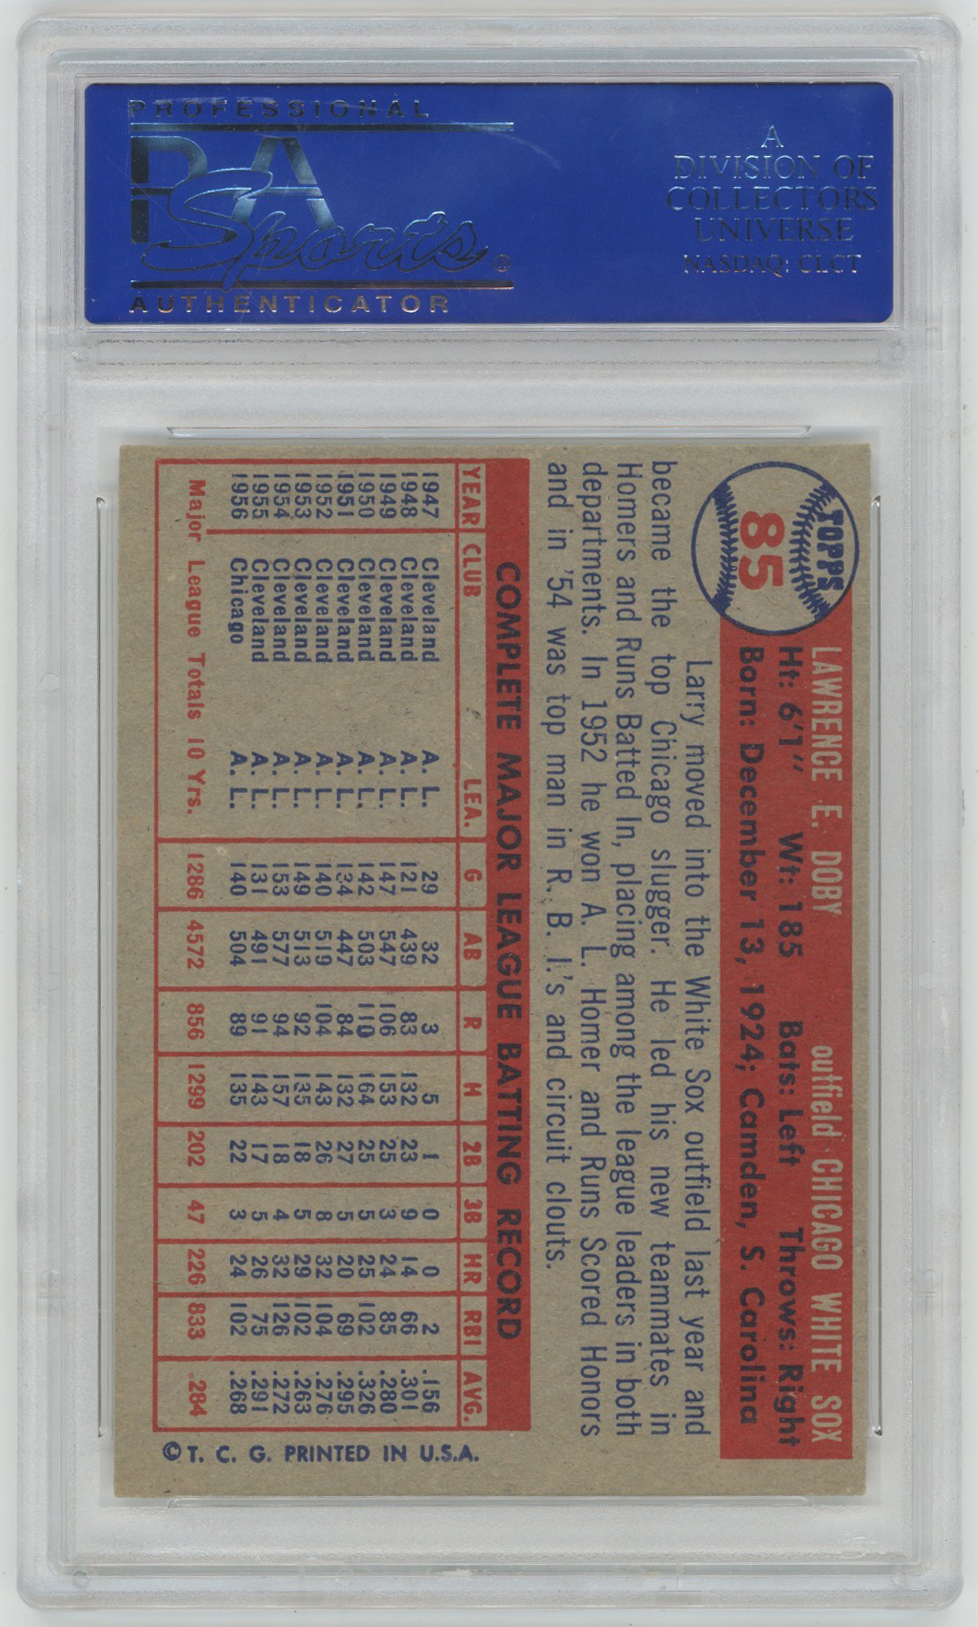 PROFESSIONAL
PSA
Sports®
AUTHENTICATOR
A
DIVISION OF
COLLECTORS
UNIVERSE
NASDAQ: CLCT
TOPPS
85
LAWRENCE E. DOBY outfield CHICAGO WHITE SOX
Ht: 6'1" Wt: 185 Bats: Left Throws: Right
Born: December 13, 1924; Camden, S. Carolina
Larry moved into the White Sox outfield last year and
became the top Chicago slugger. He led his new teammates in
Homers and Runs Batted In, placing among the league leaders in both
departments. In 1952 he won A. L. Homer and Runs Scored Honors
and in '54 was top man in R. B. I.'s and circuit clouts.
COMPLETE MAJOR LEAGUE BATTING RECORD
YEAR CLUB LEA. G AB R H 2B 3B HR RBI AVG.
1947 Cleveland A. L. 29 32 3 5 1 0 0 2 .156
1948 Cleveland A. L. 121 439 83 132 23 9 14 66 .301
1949 Cleveland A. L. 147 547 106 153 25 3 24 85 .280
1950 Cleveland A. L. 142 503 110 164 25 5 25 102 .326
1951 Cleveland A. L. 134 447 84 132 27 5 20 69 .295
1952 Cleveland A. L. 140 519 104 143 26 8 32 104 .276
1953 Cleveland A. L. 149 513 92 135 18 5 29 102 .263
1954 Cleveland A. L. 153 577 94 157 18 4 32 126 .272
1955 Cleveland A. L. 131 491 91 143 17 5 26 75 .291
1956 Chicago A. L. 140 504 89 135 22 3 24 102 .268
Major League Totals 10 Yrs. 1286 4572 856 1299 202 47 226 833 .284
© T. C. G. PRINTED IN U.S.A.